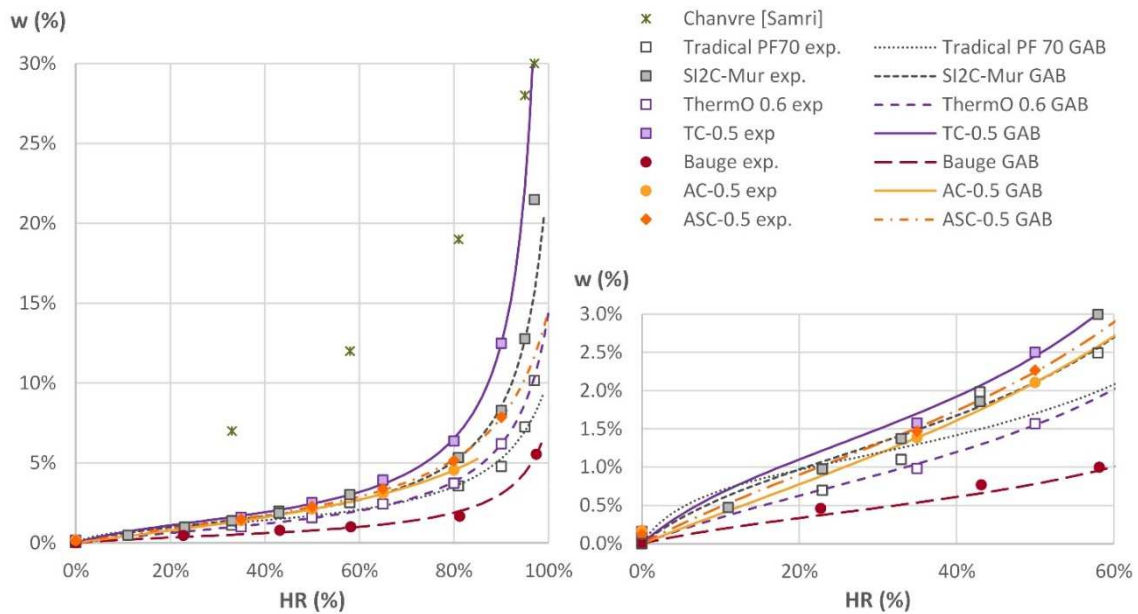 w (%)
30%
25%
20%
15%
10%
5%
0%
0% 20% 40% 60% 80% 100%
HR (%)
Chanvre [Samri]
Tradical PF70 exp. Tradical PF 70 GAB
SI2C-Mur exp. SI2C-Mur GAB
ThermO 0.6 exp ThermO 0.6 GAB
TC-0.5 exp TC-0.5 GAB
Bauge exp. Bauge GAB
AC-0.5 exp AC-0.5 GAB
ASC-0.5 exp. ASC-0.5 GAB
w (%)
3.0%
2.5%
2.0%
1.5%
1.0%
0.5%
0.0%
0% 20% 40% 60%
HR (%)